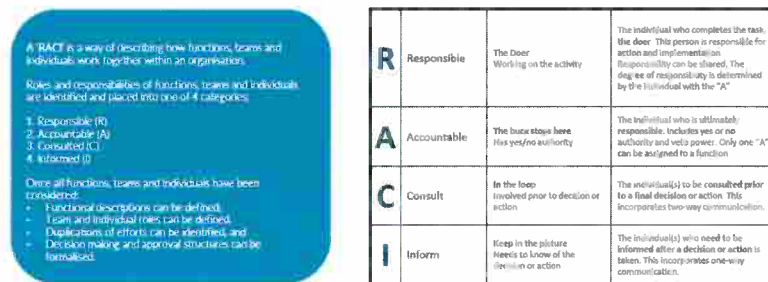 A 'RACI' is a way of describing how functions, teams and
individuals work together within an organisation.
Roles and responsibilities of functions, teams and individuals
are identified and placed into one of 4 categories:
1. Responsible (R)
2. Accountable (A)
3. Consulted (C)
4. Informed (I)
Once all functions, teams and individuals have been
considered:
- Functional descriptions can be defined,
- Team and individual roles can be defined,
- Duplications of efforts can be identified, and
- Decision making and approval structures can be
formalised.
R
Responsible
The Doer
Working on the activity
The individual who completes the task,
the doer. This person is responsible for
action and implementation.
Responsibility can be shared. The
degree of responsibility is determined
by the individual with the "A"
A
Accountable
The buck stops here
Has yes/no authority
The individual who is ultimately
responsible. Includes yes or no
authority and veto power. Only one "A"
can be assigned to a function
C
Consult
In the loop
Involved prior to decision or
action
The individual(s) to be consulted prior
to a final decision or action. This
incorporates two-way communication.
I
Inform
Keep in the picture
Needs to know of the
decision or action
The individual(s) who need to be
informed after a decision or action is
taken. This incorporates one-way
communication.